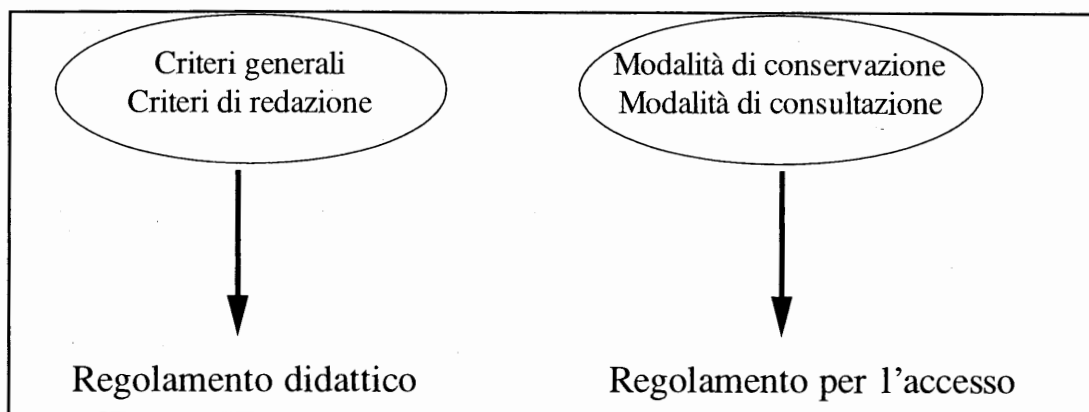 Criteri generali
Criteri di redazione
Modalità di conservazione
Modalità di consultazione
Regolamento didattico
Regolamento per l'accesso